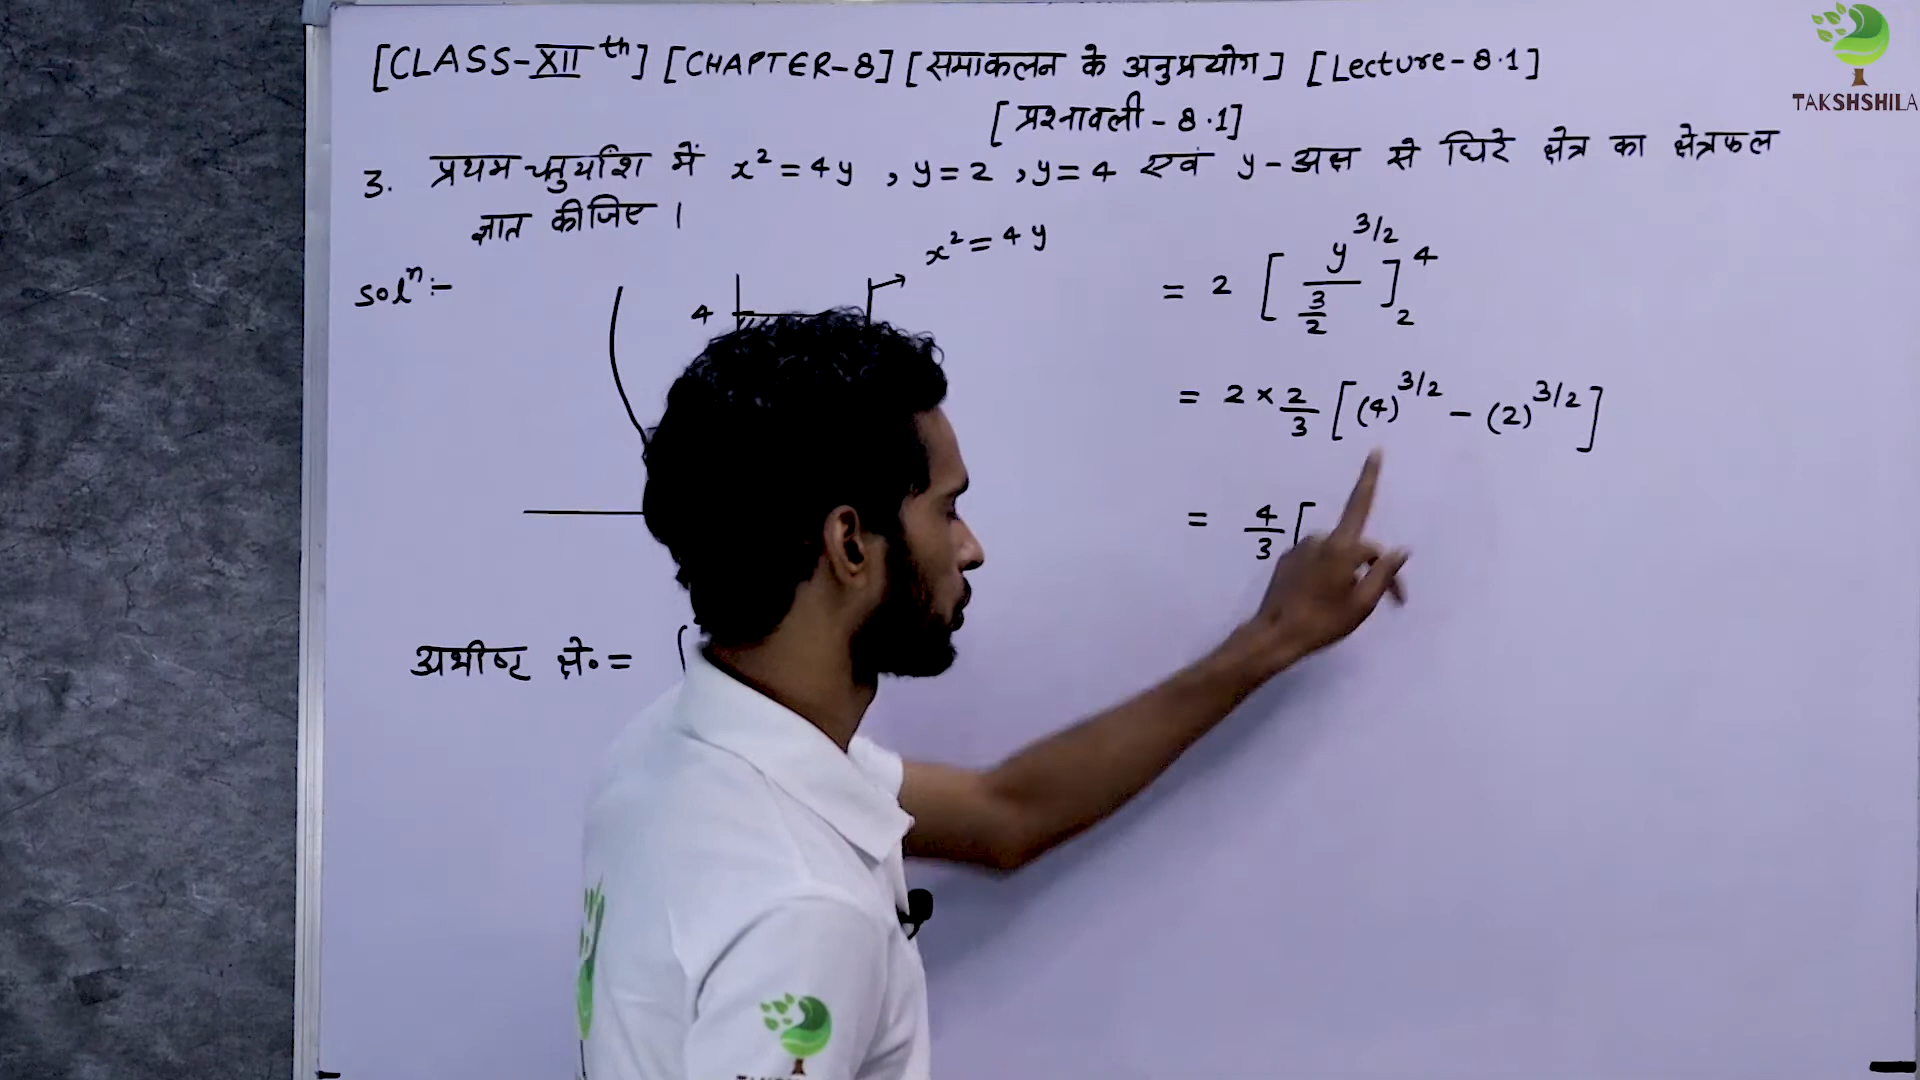 [CLASS-XII th] [CHAPTER-8] [समाकलन के अनुप्रयोग] [Lecture-8.1]
[प्रश्नावली-8.1]
3. प्रथम चतुर्थांश में x² = 4y , y = 2 , y = 4 एवं y-अक्ष से घिरे क्षेत्र का क्षेत्रफल
ज्ञात कीजिए ।
Solⁿ:-
x² = 4y
4
अभीष्ट क्षे० =
= 2 [y^{3/2} / (3/2)]_2^4
= 2 × 2/3 [(4)^{3/2} - (2)^{3/2}]
= 4/3 [
TAKSHSHILA